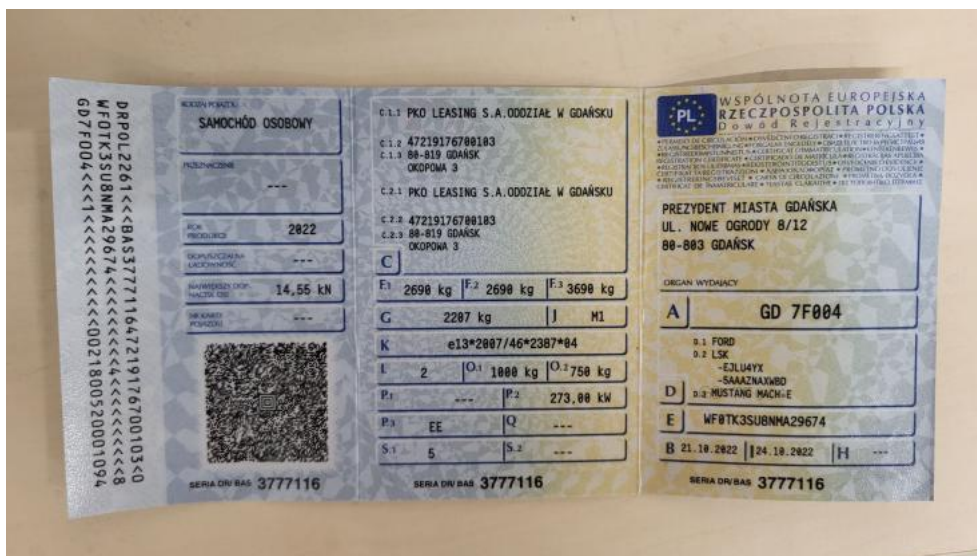 DRPOL2261<<<BAS37771164721917670 0103<0
WF0TK3SU8NMA29674<<<<<<<<4<<<<<<8
GD7F004<<<1<<<<<<<<<<<0021800520001094
RODZAJ POJAZDU
SAMOCHÓD OSOBOWY
PRZEZNACZENIE
---
ROK PRODUKCJI 2022
DOPUSZCZALNA ŁADOWNOŚĆ ---
NAJWIĘKSZY DOP. NACISK OSI 14,55 kN
NR KARTY POJAZDU ---
SERIA DR/ BAS 3777116
C.1.1 PKO LEASING S.A.ODDZIAŁ W GDAŃSKU
C.1.2 47219176700103
C.1.3 80-819 GDAŃSK
OKOPOWA 3
C.2.1 PKO LEASING S.A.ODDZIAŁ W GDAŃSKU
C.2.2 47219176700103
C.2.3 80-819 GDAŃSK
OKOPOWA 3
C
F.1 2690 kg F.2 2690 kg F.3 3690 kg
G 2207 kg J M1
K e13*2007/46*2387*04
L 2 O.1 1000 kg O.2 750 kg
P.1 --- P.2 273,00 kW
P.3 EE Q ---
S.1 5 S.2 ---
SERIA DR/ BAS 3777116
PL
WSPÓLNOTA EUROPEJSKA
RZECZPOSPOLITA POLSKA
Dowód Rejestracyjny
PREZYDENT MIASTA GDAŃSKA
UL. NOWE OGRODY 8/12
80-803 GDAŃSK
ORGAN WYDAJĄCY
A GD 7F004
D.1 FORD
D.2 LSK
-EJLU4YX
-5AAAZNAXWBD
D D.3 MUSTANG MACH-E
E WF0TK3SU8NMA29674
B 21.10.2022 I 24.10.2022 H ---
SERIA DR/ BAS 3777116